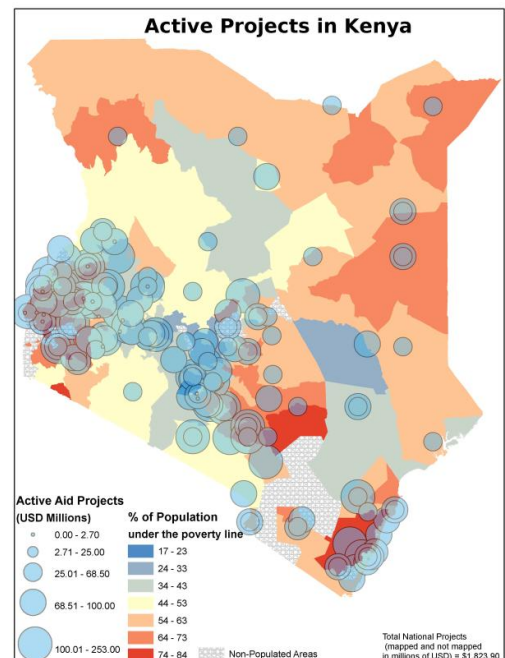 Active Projects in Kenya
Active Aid Projects
(USD Millions)
0.00 - 2.70
2.71 - 25.00
25.01 - 68.50
68.51 - 100.00
100.01 - 253.00
% of Population
under the poverty line
17 - 23
24 - 33
34 - 43
44 - 53
54 - 63
64 - 73
74 - 84
Non-Populated Areas
Total National Projects
(mapped and not mapped
in millions of USD) = $1,823.90